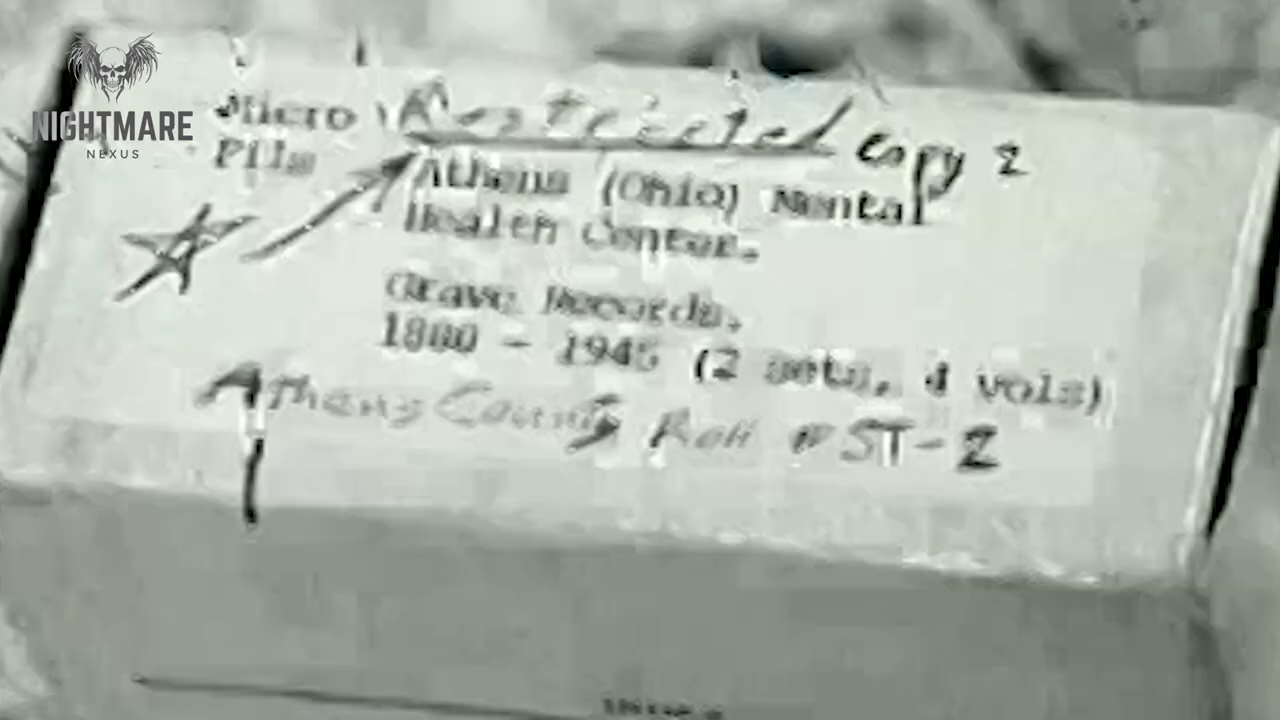 NIGHTMARE
NEXUS
Micro Restricted copy 2
Film
Athens (Ohio) Mental
Health Center.
Grave Records.
1880 - 1945 (2 sets, 4 vols)
Athens County Roll # ST-2